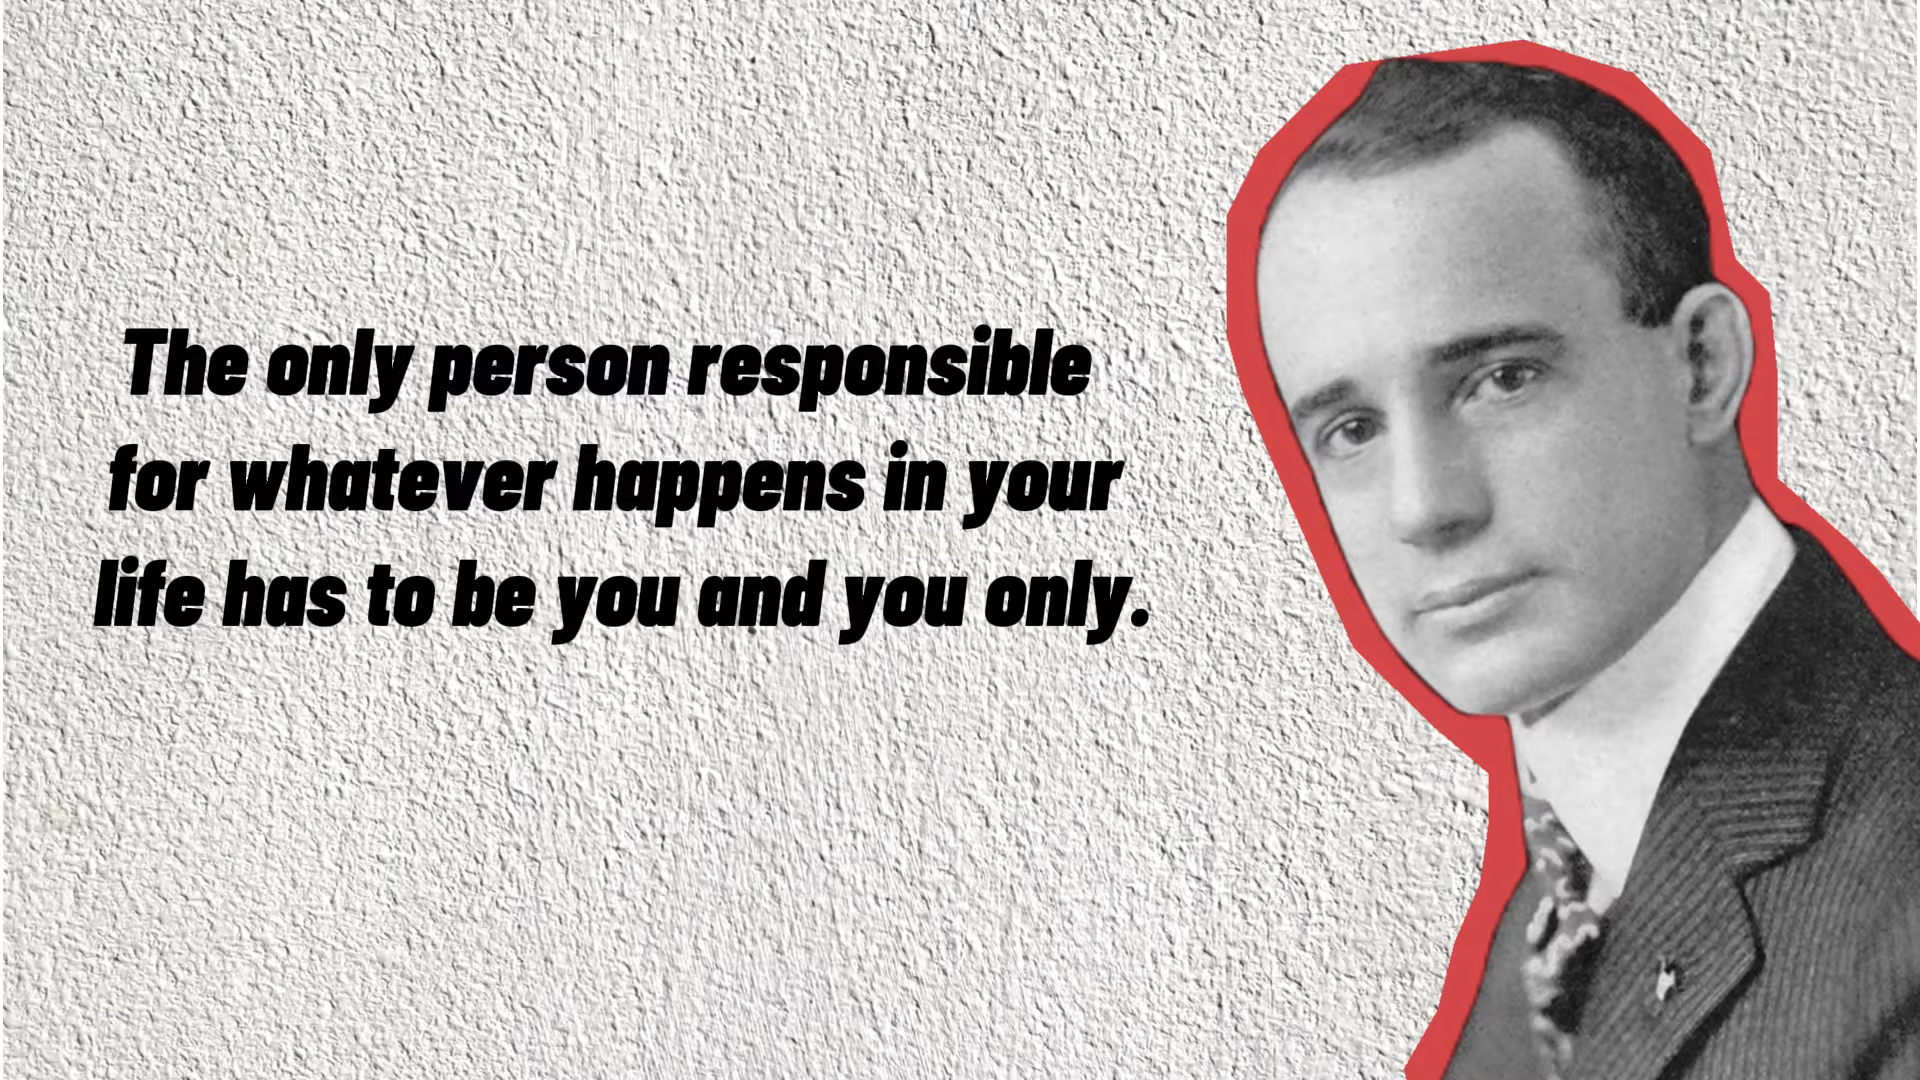 The only person responsible
for whatever happens in your
life has to be you and you only.